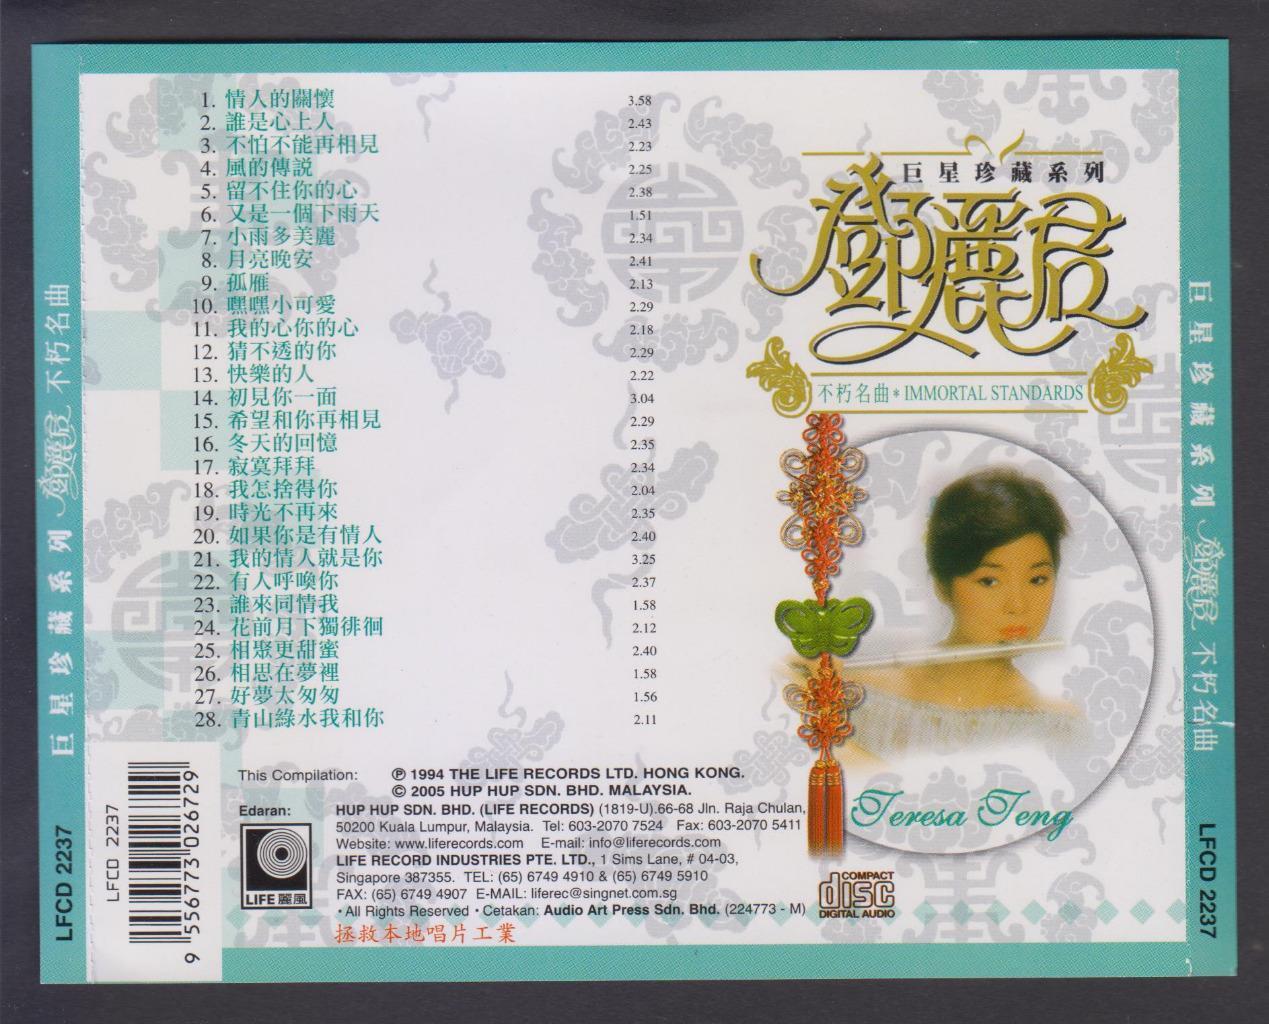 1. 情人的關懷 3.58
2. 誰是心上人 2.43
3. 不怕不能再相見 2.23
4. 風的傳説 2.25
5. 留不住你的心 2.38
6. 又是一個下雨天 1.51
7. 小雨多美麗 2.34
8. 月亮晚安 2.41
9. 孤雁 2.13
10. 嘿嘿小可愛 2.29
11. 我的心你的心 2.18
12. 猜不透的你 2.29
13. 快樂的人 2.22
14. 初見你一面 3.04
15. 希望和你再相見 2.29
16. 冬天的回憶 2.35
17. 寂寞拜拜 2.34
18. 我怎捨得你 2.04
19. 時光不再來 2.35
20. 如果你是有情人 2.40
21. 我的情人就是你 3.25
22. 有人呼喚你 2.37
23. 誰來同情我 1.58
24. 花前月下獨徘徊 2.12
25. 相聚更甜蜜 2.40
26. 相思在夢裡 1.58
27. 好夢太匆匆 1.56
28. 青山綠水我和你 2.11
巨星珍藏系列
鄧麗君
不朽名曲*IMMORTAL STANDARDS
Teresa Teng
This Compilation: ℗ 1994 THE LIFE RECORDS LTD. HONG KONG.
© 2005 HUP HUP SDN. BHD. MALAYSIA.
Edaran: HUP HUP SDN. BHD. (LIFE RECORDS) (1819-U).66-68 Jln. Raja Chulan,
50200 Kuala Lumpur, Malaysia. Tel: 603-2070 7524 Fax: 603-2070 5411
Website: www.liferecords.com E-mail: info@liferecords.com
LIFE RECORD INDUSTRIES PTE. LTD., 1 Sims Lane, # 04-03,
Singapore 387355. TEL: (65) 6749 4910 & (65) 6749 5910
FAX: (65) 6749 4907 E-MAIL: liferec@singnet.com.sg
• All Rights Reserved • Cetakan: Audio Art Press Sdn. Bhd. (224773 - M)
拯救本地唱片工業
LIFE 麗風
COMPACT
disc
DIGITAL AUDIO
LFCD 2237
9 556773 026729
LFCD 2237 巨星珍藏系列 鄧麗君 不朽名曲
巨星珍藏系列 鄧麗君 不朽名曲 LFCD 2237